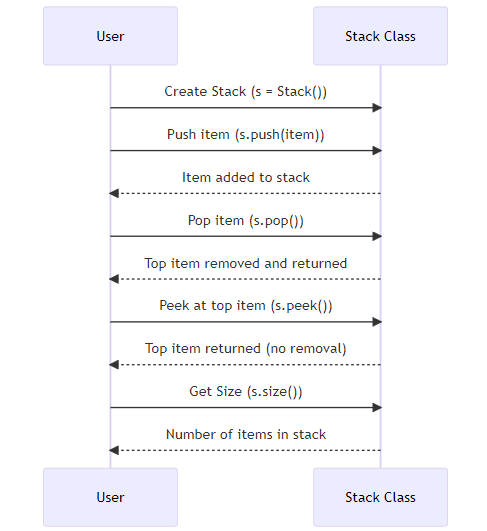 User
Stack Class
Create Stack (s = Stack())
Push item (s.push(item))
Item added to stack
Pop item (s.pop())
Top item removed and returned
Peek at top item (s.peek())
Top item returned (no removal)
Get Size (s.size())
Number of items in stack
User
Stack Class